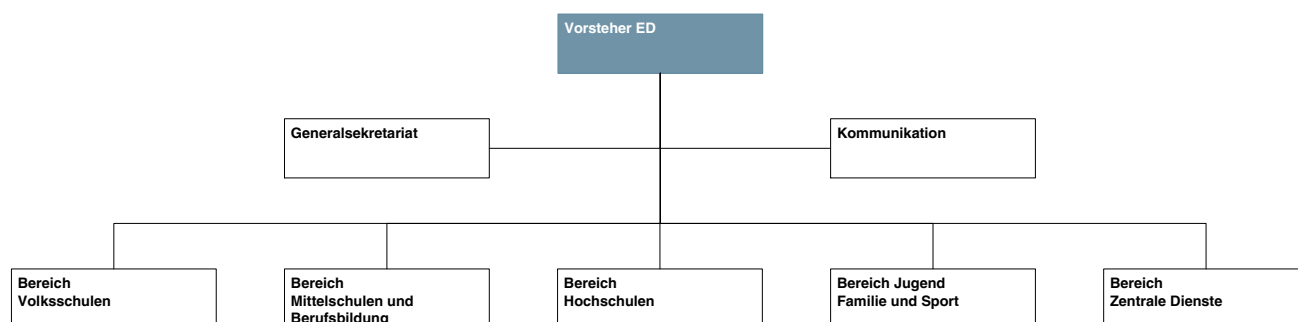 Vorsteher ED
Generalsekretariat
Kommunikation
Bereich
Volksschulen
Bereich
Mittelschulen und
Berufsbildung
Bereich
Hochschulen
Bereich Jugend
Familie und Sport
Bereich
Zentrale Dienste